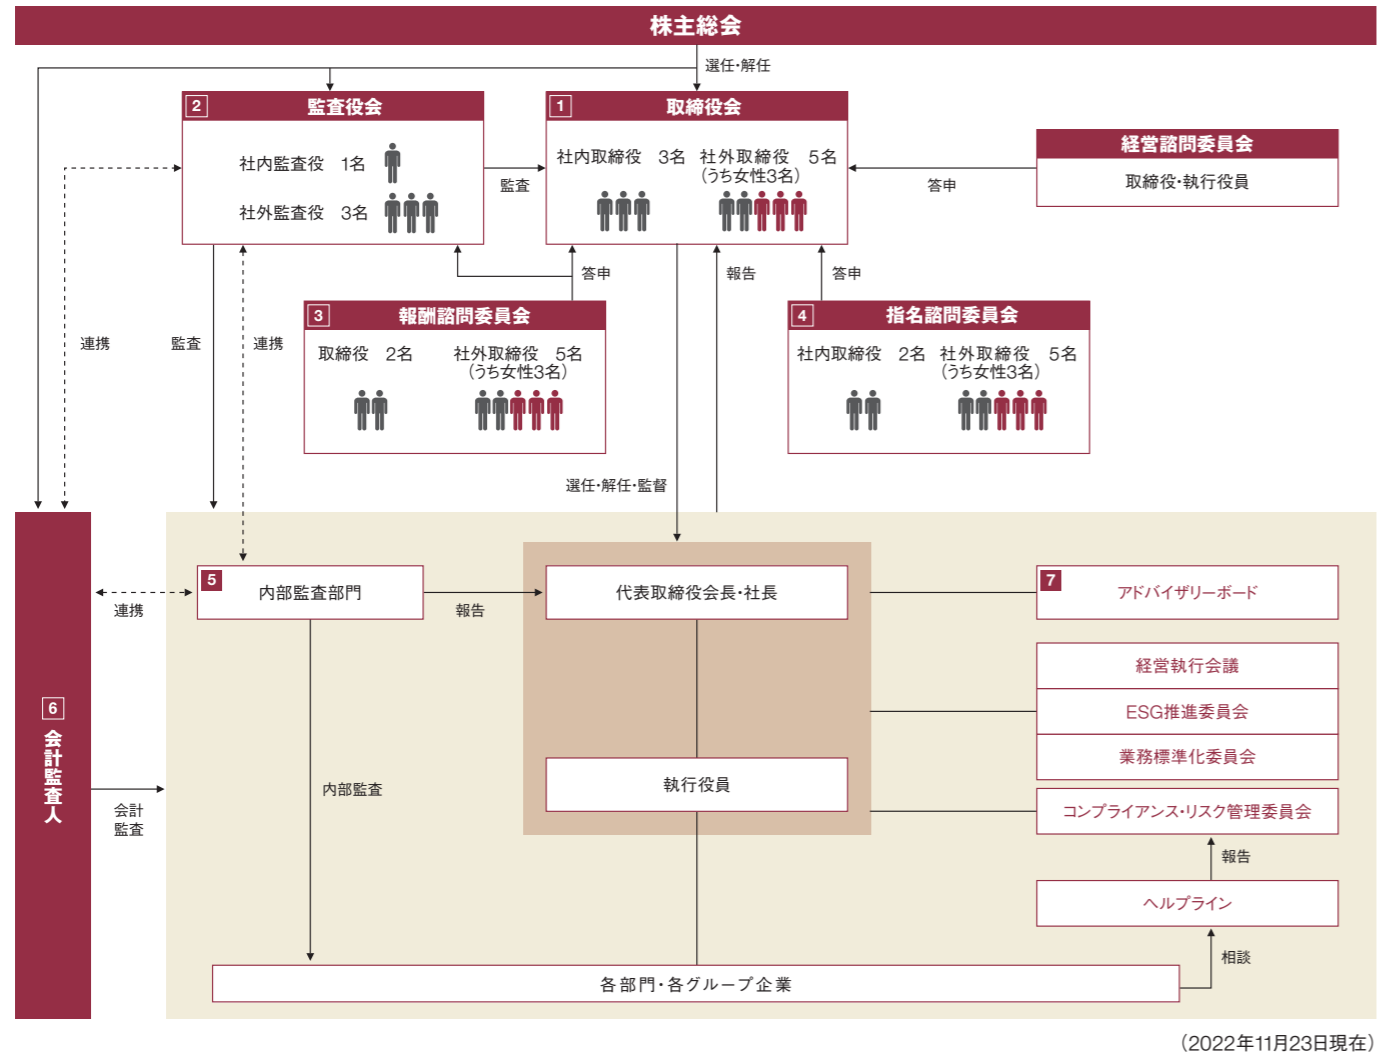 株主総会
選任・解任
2 監査役会
社内監査役 1名
社外監査役 3名
監査
1 取締役会
社内取締役 3名
社外取締役 5名
（うち女性3名）
答申
経営諮問委員会
取締役・執行役員
答申
報告
答申
3 報酬諮問委員会
取締役 2名
社外取締役 5名
（うち女性3名）
4 指名諮問委員会
社内取締役 2名
社外取締役 5名
（うち女性3名）
連携
監査
連携
選任・解任・監督
5 内部監査部門
連携
報告
代表取締役会長・社長
7 アドバイザリーボード
経営執行会議
ESG推進委員会
業務標準化委員会
6 会計監査人
会計
監査
内部監査
執行役員
コンプライアンス・リスク管理委員会
報告
ヘルプライン
相談
各部門・各グループ企業
（2022年11月23日現在）